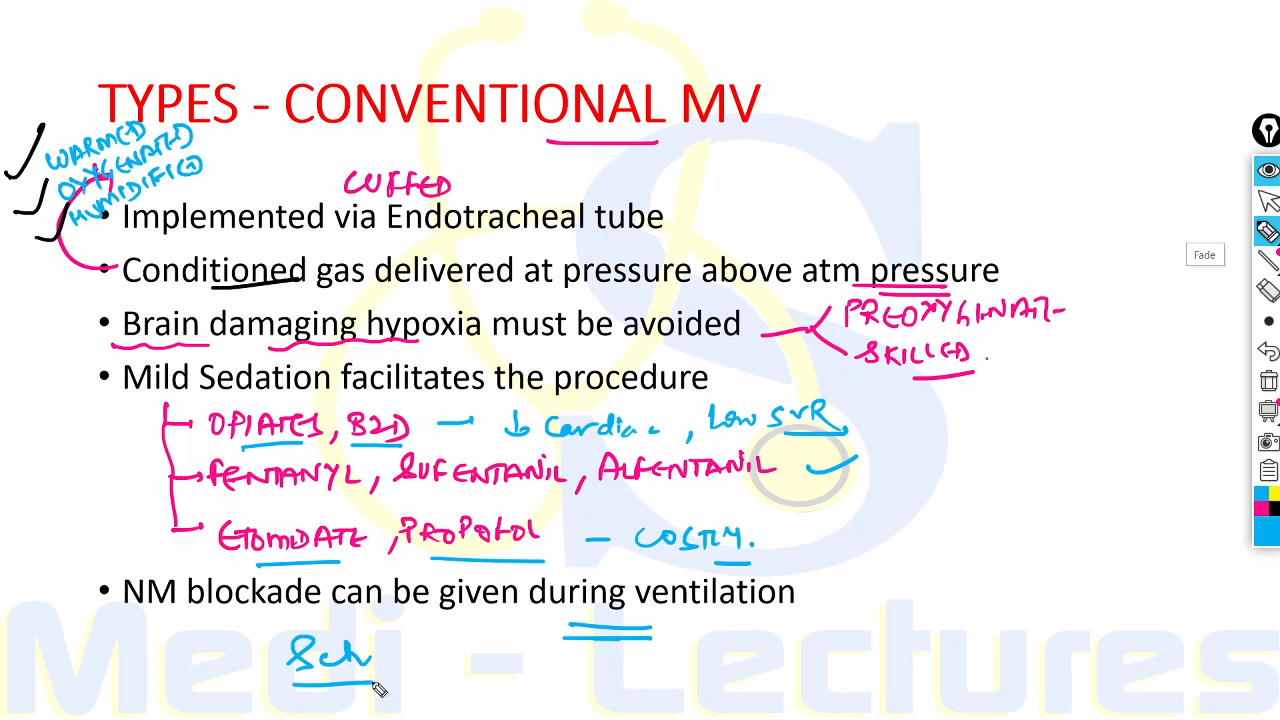 TYPES - CONVENTIONAL MV
WARMED
OXYGENATED
HUMIDIFIED
CUFFED
• Implemented via Endotracheal tube
• Conditioned gas delivered at pressure above atm pressure
Fade
• Brain damaging hypoxia must be avoided
PREOXYGENATE
SKILLED.
• Mild Sedation facilitates the procedure
OPIATES, BZD - ↓ Cardiac, Low SVR
FENTANYL, SUFENTANIL, ALFENTANIL
ETOMIDATE, PROPOFOL - COSTLY.
• NM blockade can be given during ventilation
Sch
Medi - Lectures